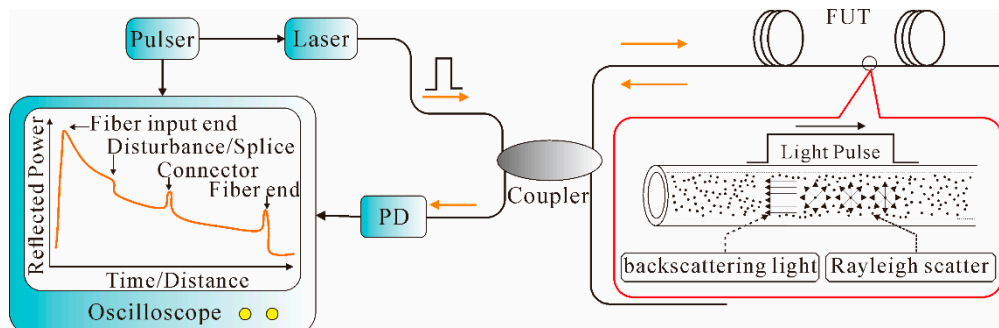 Pulser
Laser
FUT
Fiber input end
Disturbance/Splice
Connector
Fiber end
Reflected Power
Time/Distance
Oscilloscope
PD
Coupler
Light Pulse
backscattering light
Rayleigh scatter